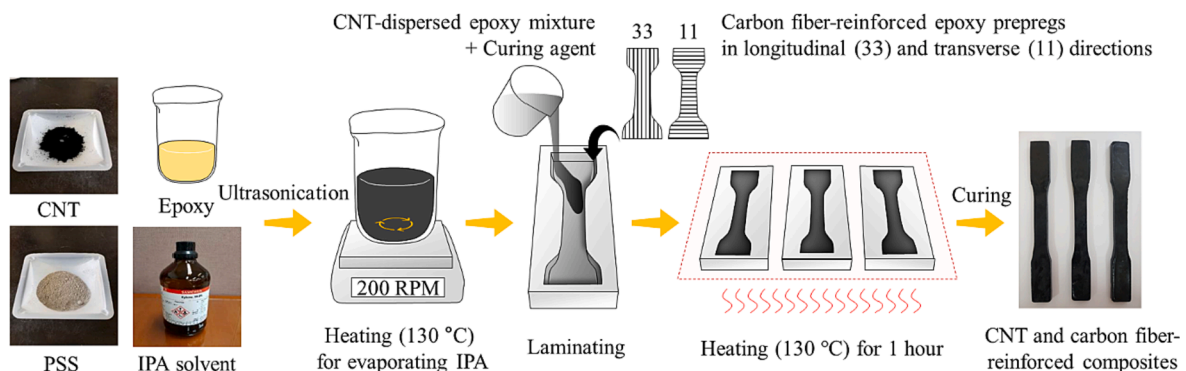 CNT-dispersed epoxy mixture
+ Curing agent
33
11
Carbon fiber-reinforced epoxy prepregs
in longitudinal (33) and transverse (11) directions
CNT
Epoxy
Ultrasonication
Curing
PSS
IPA solvent
200 RPM
Heating (130 °C)
for evaporating IPA
Laminating
Heating (130 °C) for 1 hour
CNT and carbon fiber-
reinforced composites